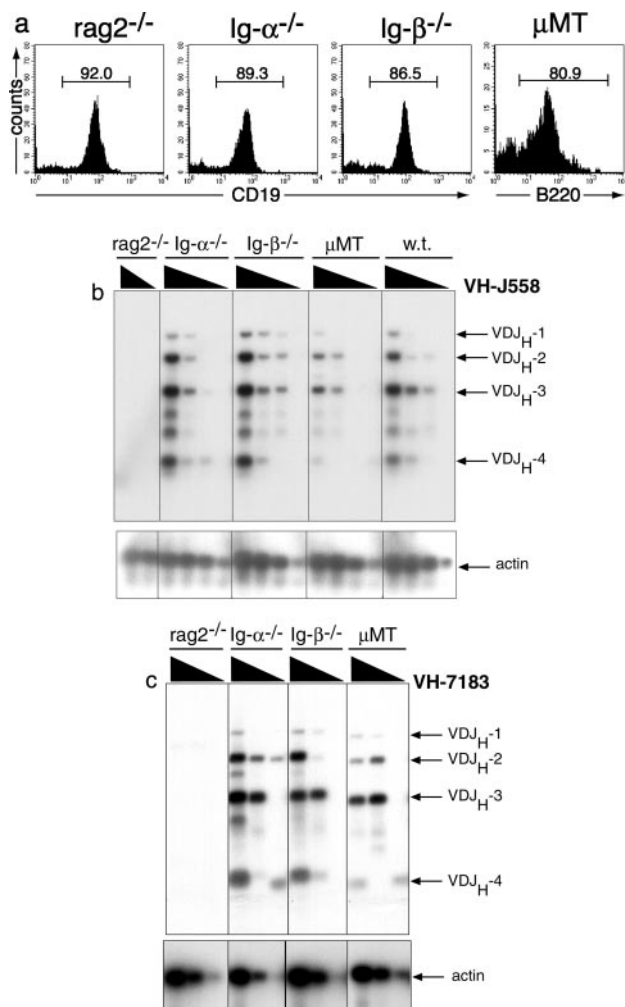 a
rag2-/- Ig-α-/- Ig-β-/- μMT
counts
92.0 89.3 86.5 80.9
CD19 B220
rag2-/- Ig-α-/- Ig-β-/- μMT w.t.
b VH-J558
VDJH-1
VDJH-2
VDJH-3
VDJH-4
actin
rag2-/- Ig-α-/- Ig-β-/- μMT
c VH-7183
VDJH-1
VDJH-2
VDJH-3
VDJH-4
actin